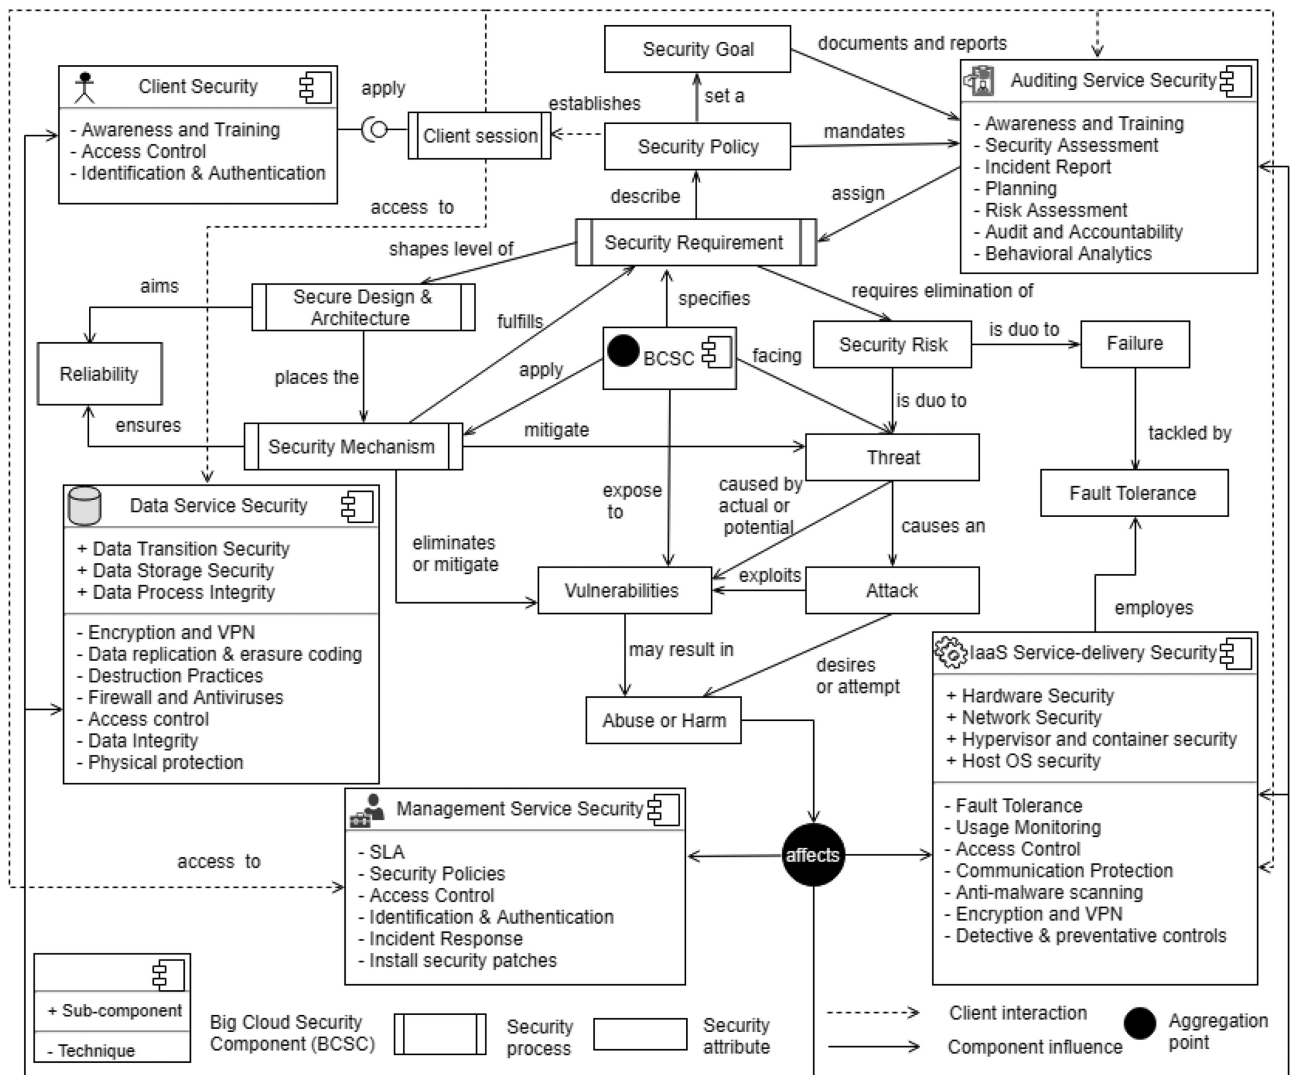 Security Goal
documents and reports
Client Security
apply
- Awareness and Training
- Access Control
- Identification & Authentication
establishes
set a
Client session
Security Policy
mandates
Auditing Service Security
- Awareness and Training
- Security Assessment
- Incident Report
- Planning
- Risk Assessment
- Audit and Accountability
- Behavioral Analytics
access to
describe
assign
shapes level of
Security Requirement
aims
Secure Design &
Architecture
fulfills
specifies
requires elimination of
Reliability
places the
apply
BCSC
facing
Security Risk
is duo to
Failure
ensures
Security Mechanism
mitigate
is duo to
Threat
tackled by
Fault Tolerance
Data Service Security
+ Data Transition Security
+ Data Storage Security
+ Data Process Integrity
- Encryption and VPN
- Data replication & erasure coding
- Destruction Practices
- Firewall and Antiviruses
- Access control
- Data Integrity
- Physical protection
eliminates
or mitigate
expose
to
caused by
actual or
potential
causes an
Vulnerabilities
exploits
Attack
employes
may result in
desires
or attempt
Abuse or Harm
IaaS Service-delivery Security
+ Hardware Security
+ Network Security
+ Hypervisor and container security
+ Host OS security
- Fault Tolerance
- Usage Monitoring
- Access Control
- Communication Protection
- Anti-malware scanning
- Encryption and VPN
- Detective & preventative controls
access to
Management Service Security
- SLA
- Security Policies
- Access Control
- Identification & Authentication
- Incident Response
- Install security patches
affects
+ Sub-component
- Technique
Big Cloud Security
Component (BCSC)
Security
process
Security
attribute
Client interaction
Component influence
Aggregation
point